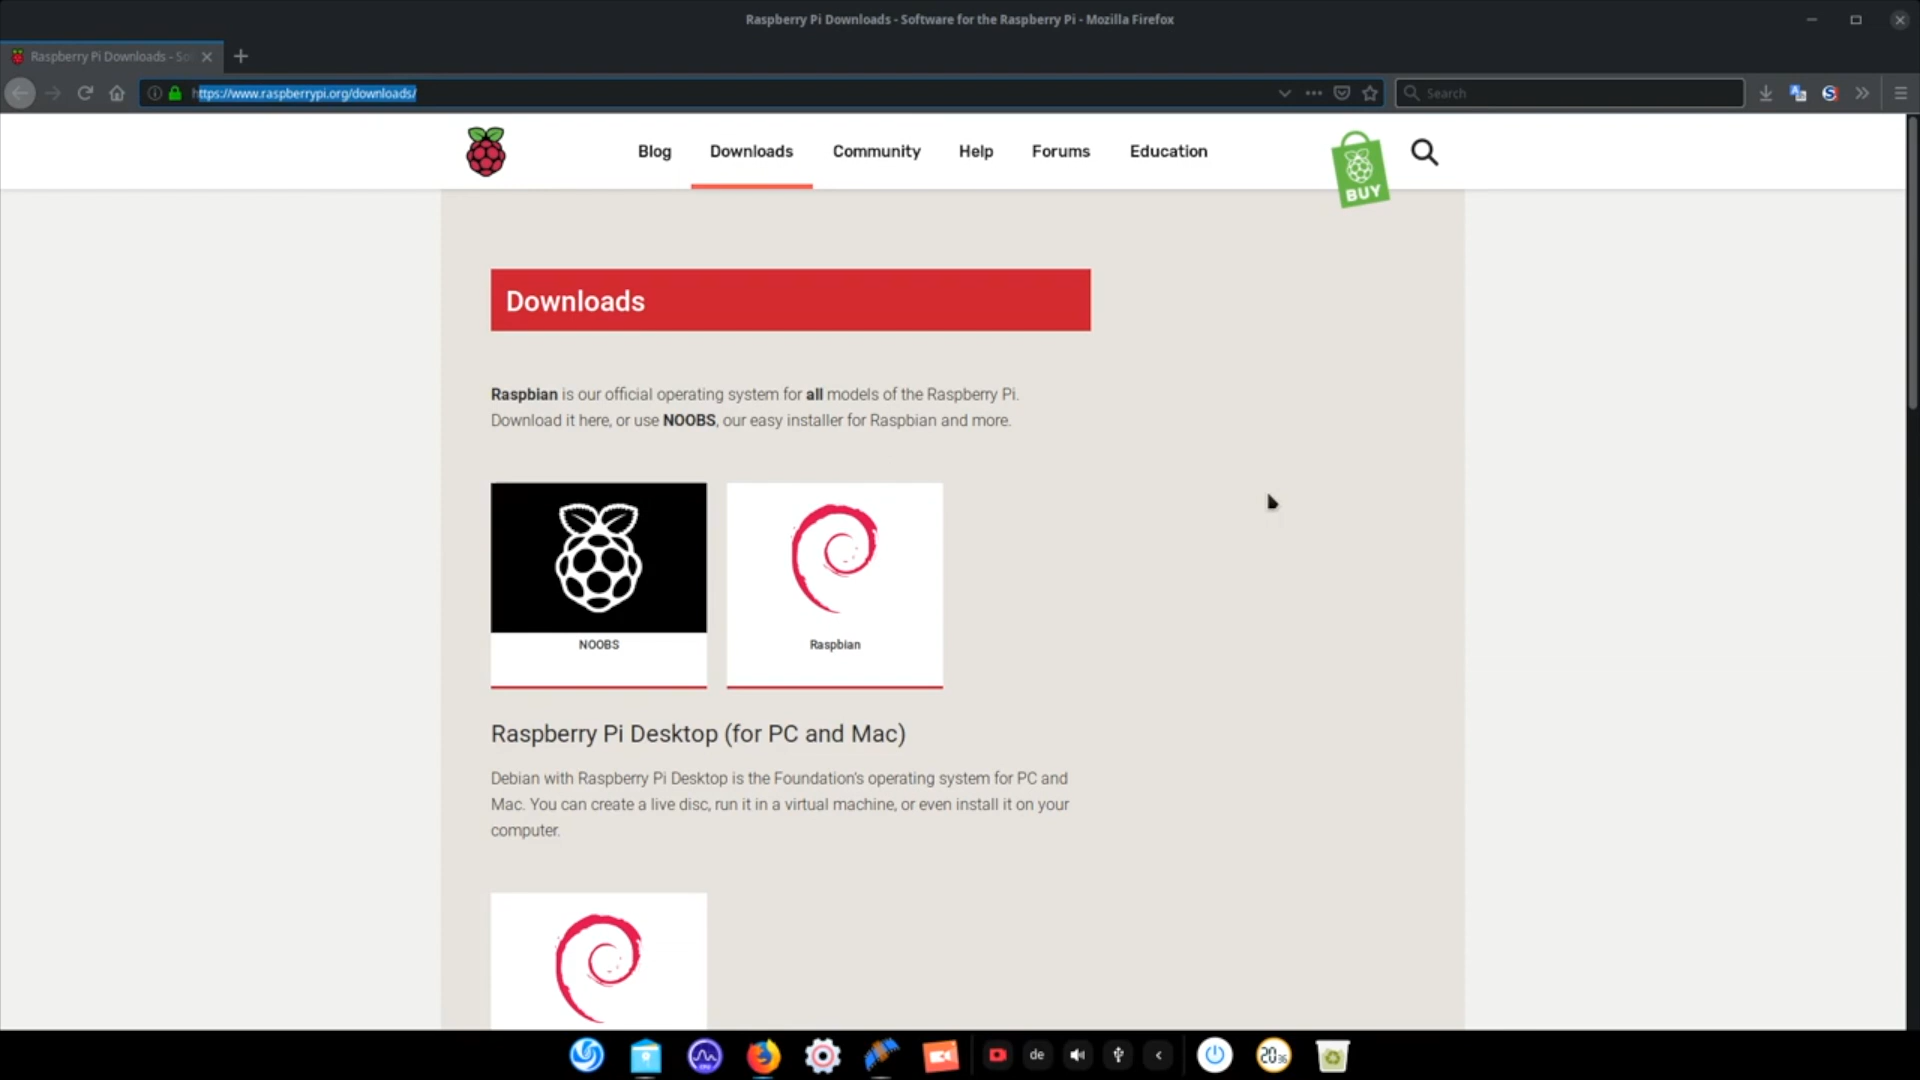 Raspberry Pi Downloads - Software for the Raspberry Pi - Mozilla Firefox
Raspberry Pi Downloads - So
https://www.raspberrypi.org/downloads/
Search
Blog
Downloads
Community
Help
Forums
Education
BUY
Downloads
Raspbian is our official operating system for all models of the Raspberry Pi.
Download it here, or use NOOBS, our easy installer for Raspbian and more.
NOOBS
Raspbian
Raspberry Pi Desktop (for PC and Mac)
Debian with Raspberry Pi Desktop is the Foundation's operating system for PC and
Mac. You can create a live disc, run it in a virtual machine, or even install it on your
computer.
de
20 36